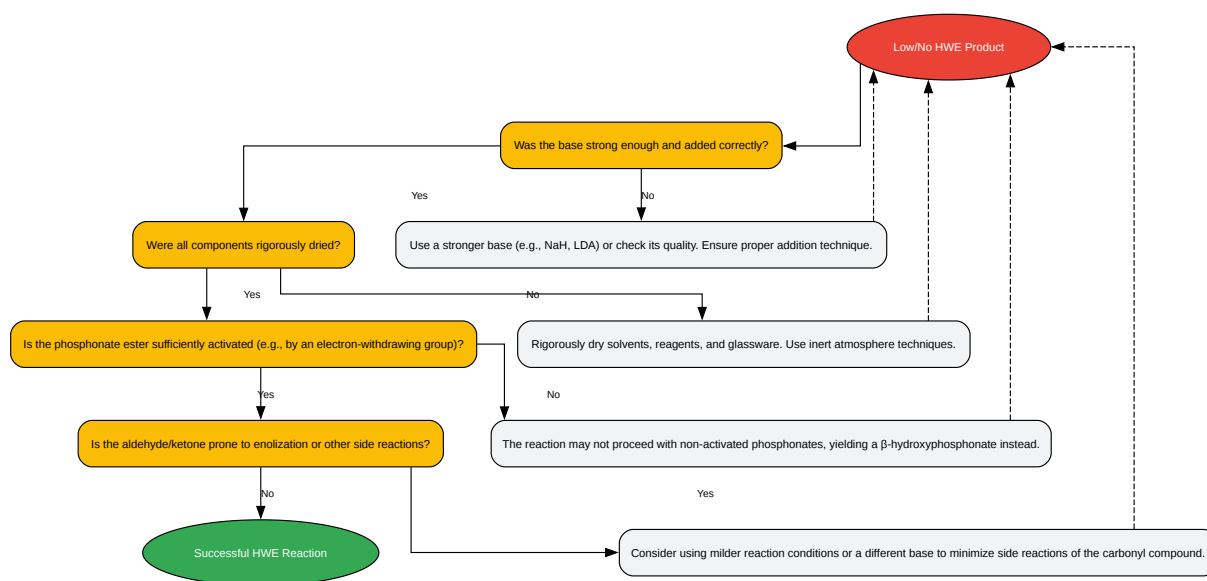 Low/No HWE Product
Was the base strong enough and added correctly?
Yes
No
Were all components rigorously dried?
Use a stronger base (e.g., NaH, LDA) or check its quality. Ensure proper addition technique.
Yes
No
Is the phosphonate ester sufficiently activated (e.g., by an electron-withdrawing group)?
Rigorously dry solvents, reagents, and glassware. Use inert atmosphere techniques.
Yes
No
Is the aldehyde/ketone prone to enolization or other side reactions?
The reaction may not proceed with non-activated phosphonates, yielding a β-hydroxyphosphonate instead.
No
Yes
Successful HWE Reaction
Consider using milder reaction conditions or a different base to minimize side reactions of the carbonyl compound.